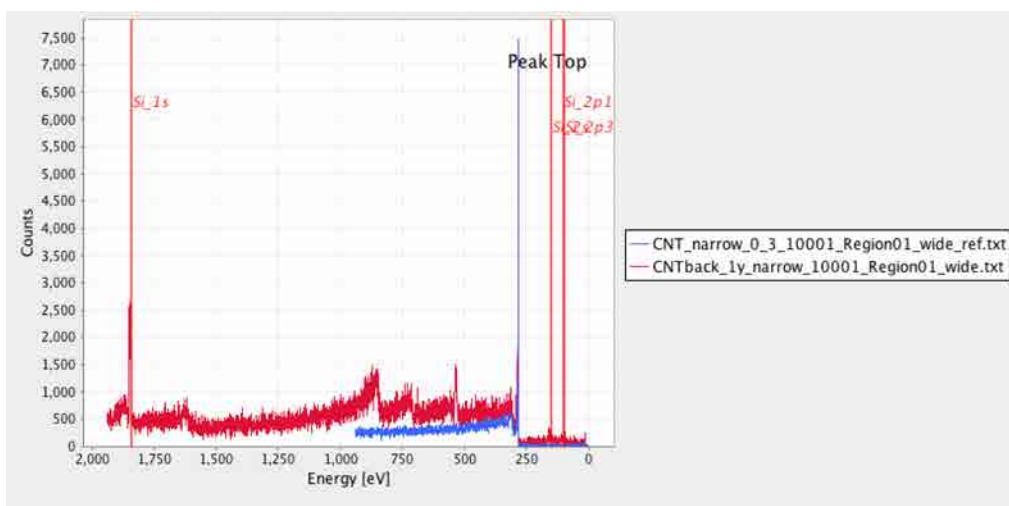 7,500
7,000
6,500
6,000
5,500
5,000
4,500
4,000
3,500
3,000
2,500
2,000
1,500
1,000
500
0
Counts
Peak Top
Si_1s
Si_2p1
2,000 1,750 1,500 1,250 1,000 750 500 250 0
Energy [eV]
CNT_narrow_0_3_10001_Region01_wide_ref.txt
CNTback_1y_narrow_10001_Region01_wide.txt